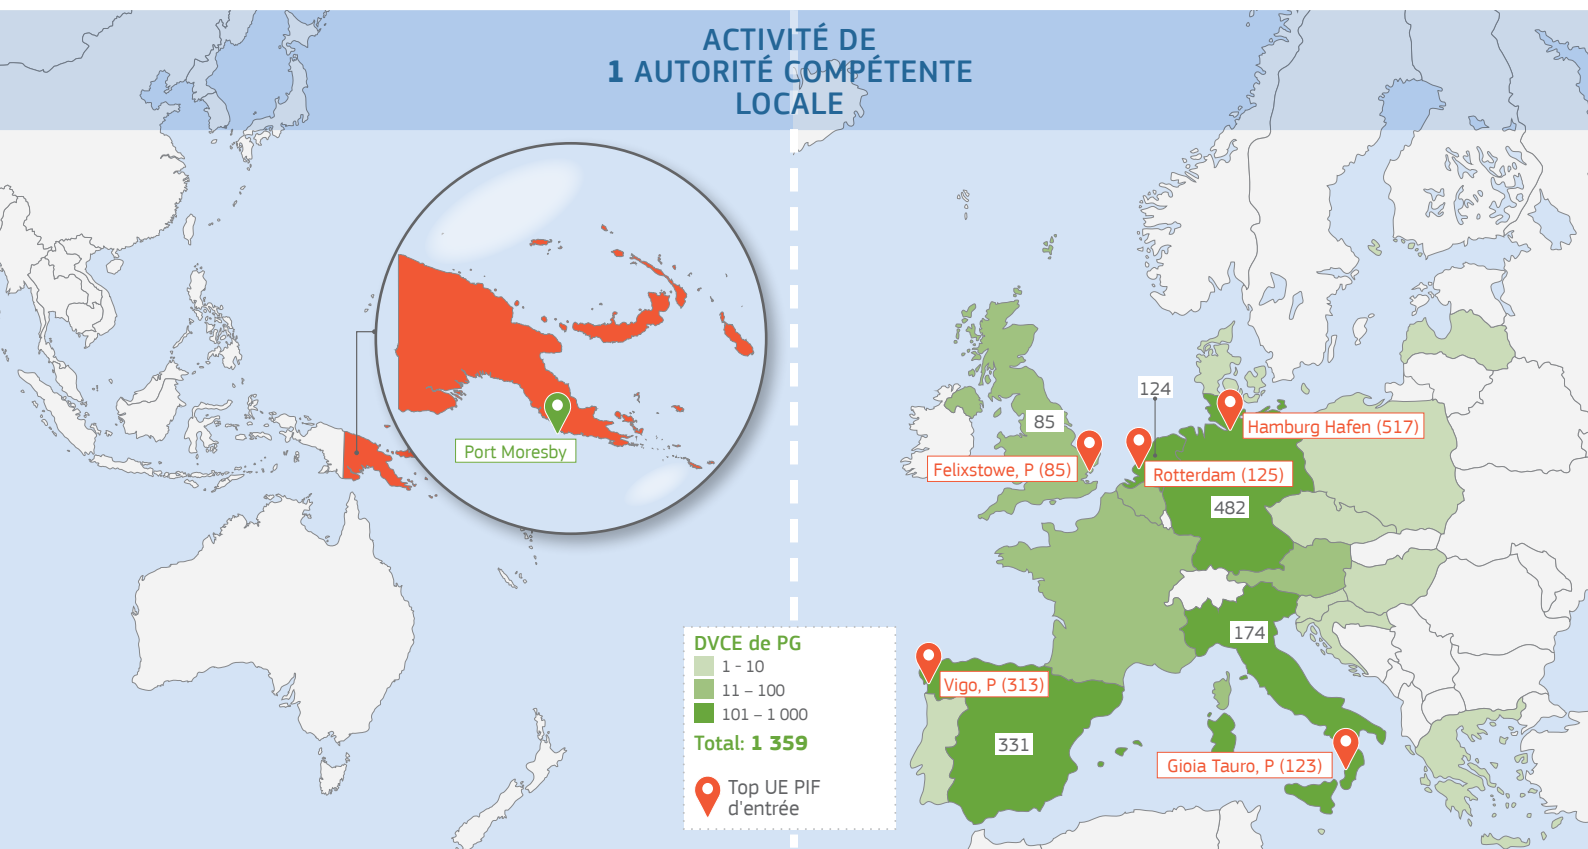 ACTIVITÉ DE
1 AUTORITÉ COMPÉTENTE
LOCALE
Port Moresby
124
85
Hamburg Hafen (517)
Felixstowe, P (85)
Rotterdam (125)
482
174
Vigo, P (313)
331
Gioia Tauro, P (123)
DVCE de PG
1 - 10
11 – 100
101 – 1 000
Total: 1 359
Top UE PIF
d'entrée